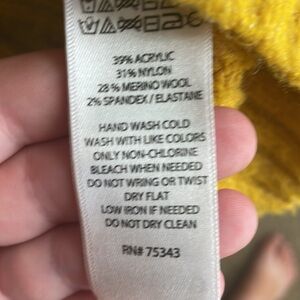 39% ACRYLIC
31% NYLON
28% MERINO WOOL
2% SPANDEX / ELASTANE
HAND WASH COLD
WASH WITH LIKE COLORS
ONLY NON-CHLORINE
BLEACH WHEN NEEDED
DO NOT WRING OR TWIST
DRY FLAT
LOW IRON IF NEEDED
DO NOT DRY CLEAN
RN# 75343